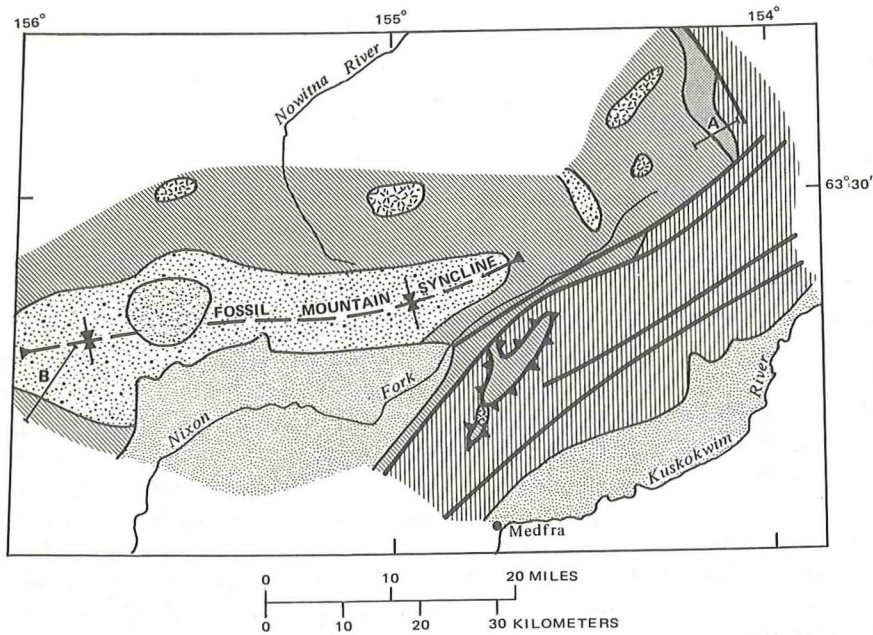 156°
155°
154°
Nowitna River
A
63°30'
FOSSIL MOUNTAIN SYNCLINE
B
Nixon Fork
Kuskokwim River
Medfra
0 10 20 MILES
0 10 20 30 KILOMETERS